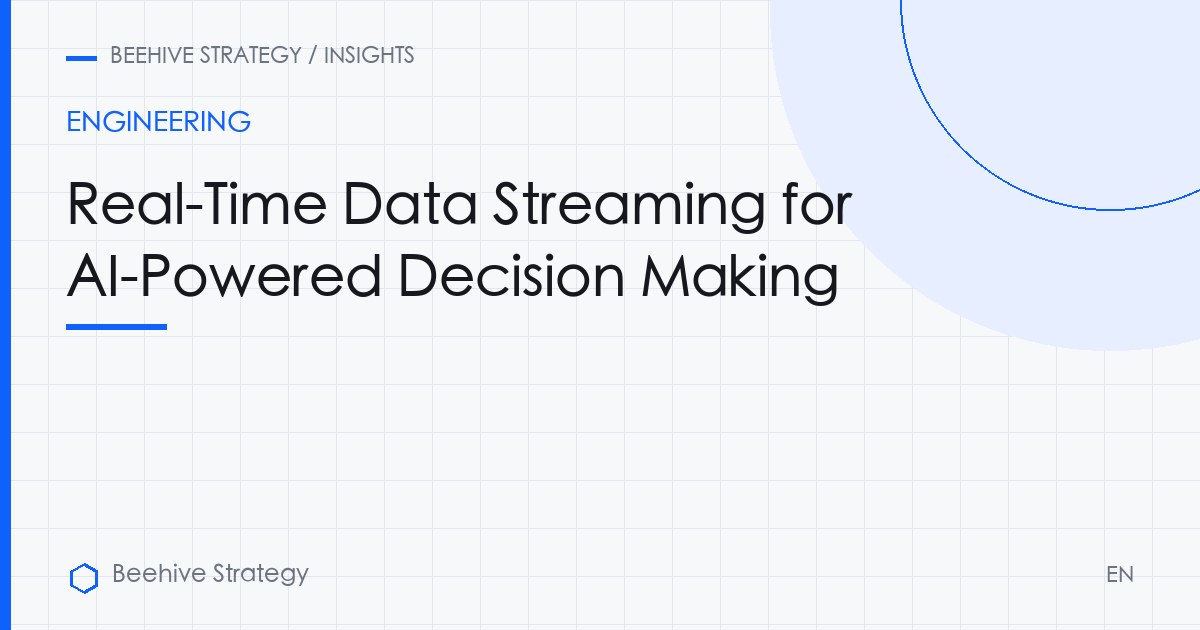 BEEHIVE STRATEGY / INSIGHTS
ENGINEERING
Real-Time Data Streaming for
AI-Powered Decision Making
Beehive Strategy
EN